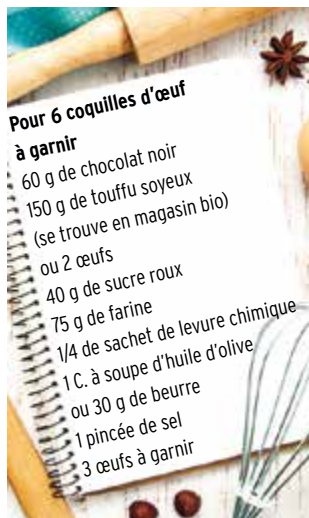 Pour 6 coquilles d'œuf
à garnir
60 g de chocolat noir
150 g de touffu soyeux
(se trouve en magasin bio)
ou 2 œufs
40 g de sucre roux
75 g de farine
1/4 de sachet de levure chimique
1 C. à soupe d'huile d'olive
ou 30 g de beurre
1 pincée de sel
3 œufs à garnir